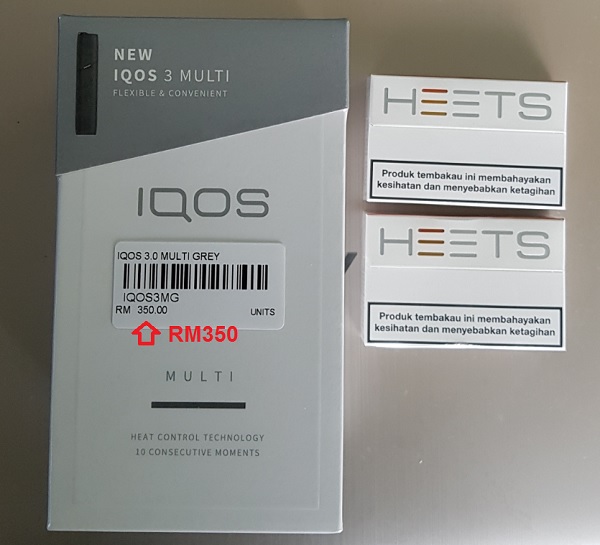 NEW
IQOS 3 MULTI
FLEXIBLE & CONVENIENT
IQOS
IQOS 3.0 MULTI GREY
IQOS3MG
RM 350.00 UNITS
RM350
MULTI
HEAT CONTROL TECHNOLOGY
10 CONSECUTIVE MOMENTS
HEETS
Produk tembakau ini membahayakan
kesihatan dan menyebabkan ketagihan
HEETS
Produk tembakau ini membahayakan
kesihatan dan menyebabkan ketagihan